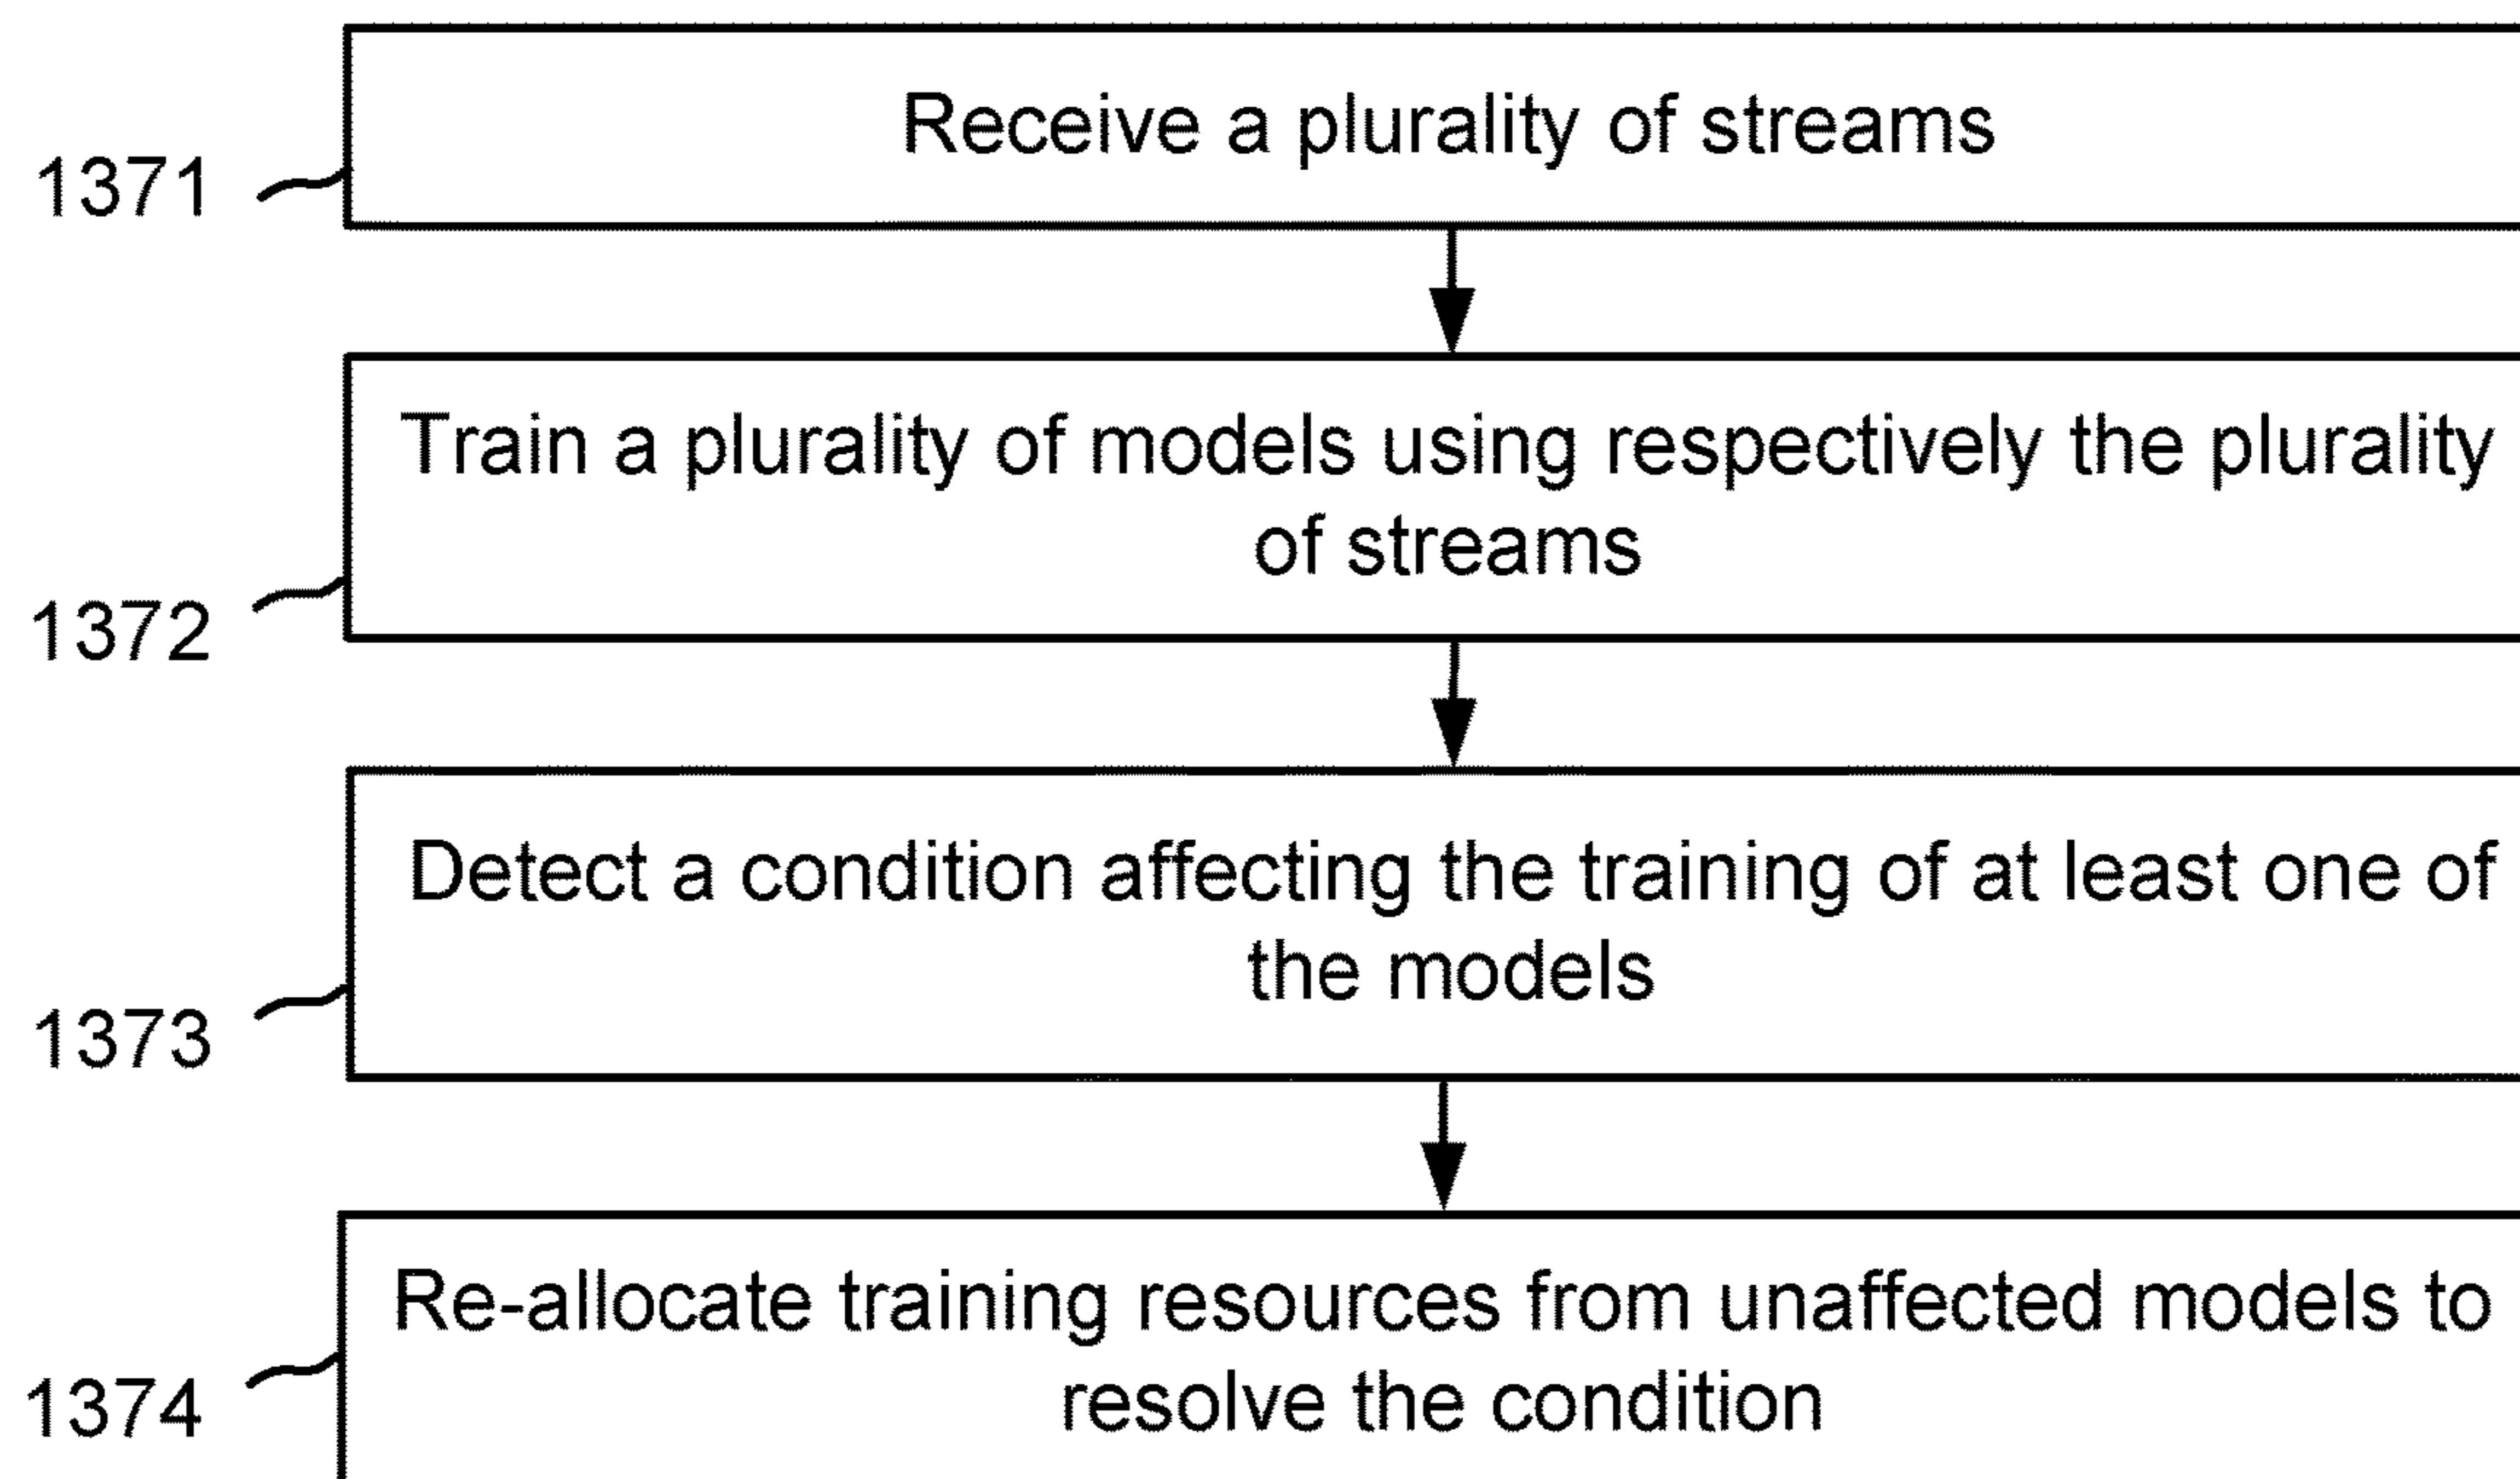 Receive a plurality of streams
1371
Train a plurality of models using respectively the plurality
of streams
1372
Detect a condition affecting the training of at least one of
the models
1373
Re-allocate training resources from unaffected models to
resolve the condition
1374